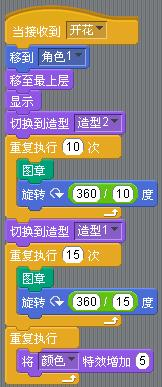 当接收到 开花
移到 角色1
移至最上层
显示
切换到造型 造型2
重复执行 10 次
图章
旋转 360 / 10 度
切换到造型 造型1
重复执行 15 次
图章
旋转 360 / 15 度
重复执行
将 颜色 特效增加 5